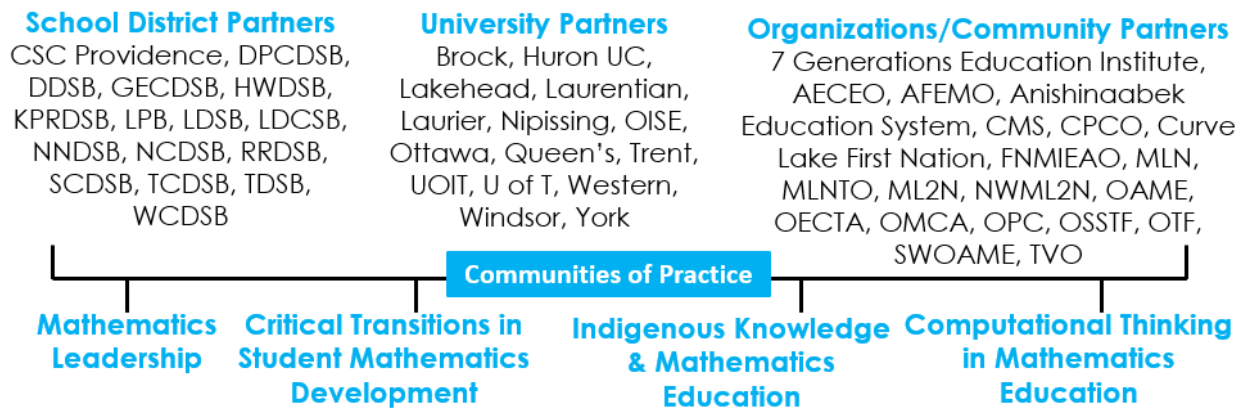 School District Partners
CSC Providence, DPCDSB,
DDSB, GECDSB, HWDSB,
KPRDSB, LPB, LDSB, LDCSB,
NNDSB, NCDSB, RRDSB,
SCDSB, TCDSB, TDSB,
WCDSB
University Partners
Brock, Huron UC,
Lakehead, Laurentian,
Laurier, Nipissing, OISE,
Ottawa, Queen's, Trent,
UOIT, U of T, Western,
Windsor, York
Organizations/Community Partners
7 Generations Education Institute,
AECEO, AFEMO, Anishinaabek
Education System, CMS, CPCO, Curve
Lake First Nation, FNMIEAO, MLN,
MLNTO, ML2N, NWML2N, OAME,
OECTA, OMCA, OPC, OSSTF, OTF,
SWOAME, TVO
Communities of Practice
Mathematics
Leadership
Critical Transitions in
Student Mathematics
Development
Indigenous Knowledge
& Mathematics
Education
Computational Thinking
in Mathematics
Education